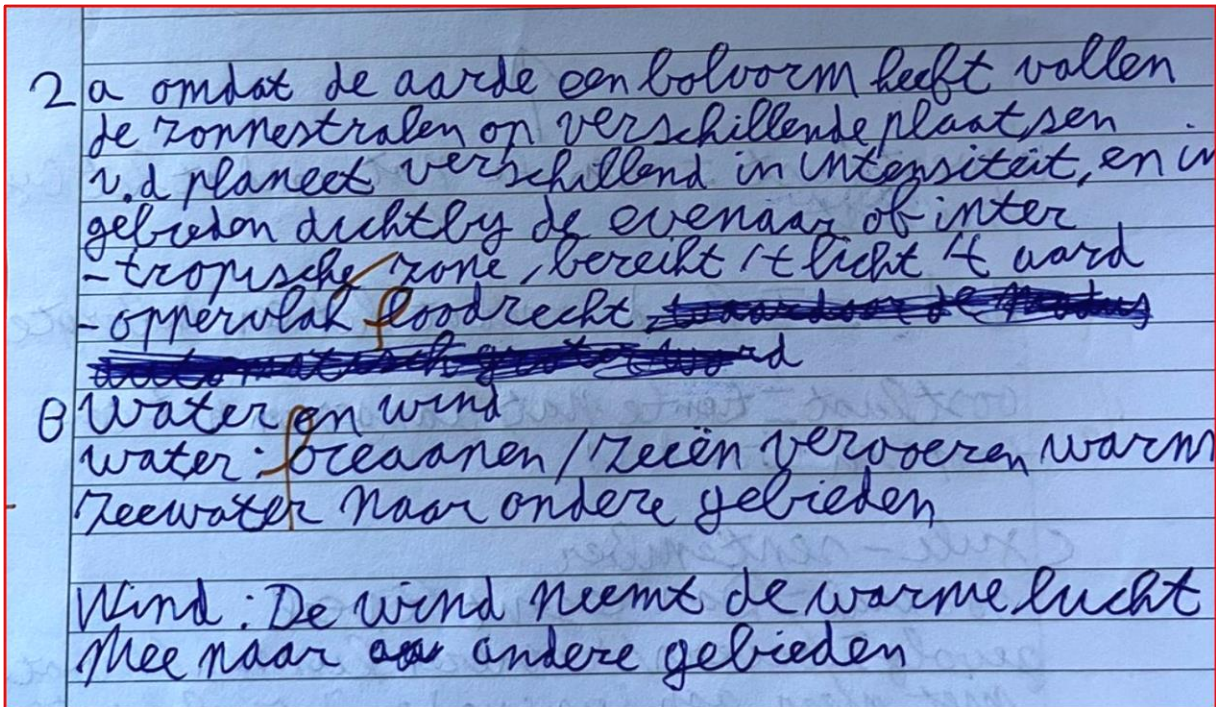 2 a omdat de aarde een bolvorm heeft vallen
de zonnestralen op verschillende plaatsen
v.d planeet verschillend in intensiteit, en in
gebieden dichtby de evenaar of inter
-tropische zone, bereikt 't licht 't aard
-oppervlak loodrecht
B Water en wind
water: oceaanen/zeeën vervoeren warm
zeewater naar andere gebieden
Wind: De wind neemt de warme lucht
Mee naar andere gebieden